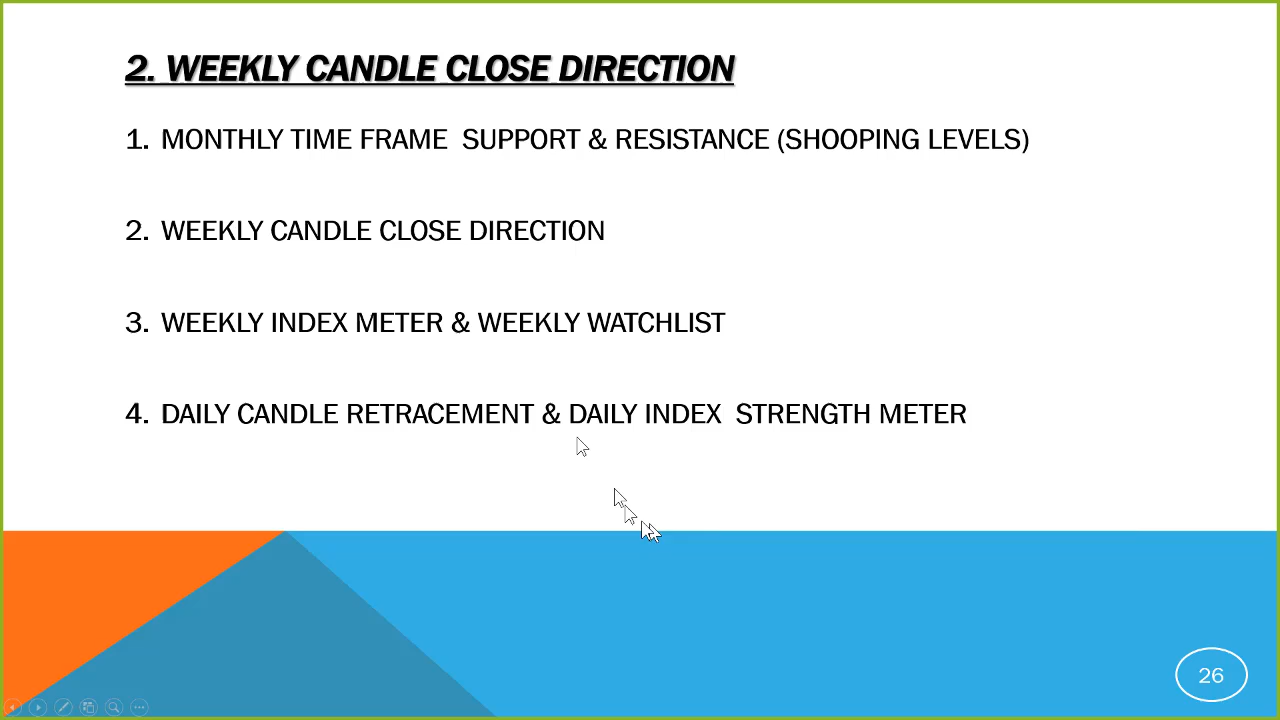 2. WEEKLY CANDLE CLOSE DIRECTION
1. MONTHLY TIME FRAME SUPPORT & RESISTANCE (SHOOPING LEVELS)
2. WEEKLY CANDLE CLOSE DIRECTION
3. WEEKLY INDEX METER & WEEKLY WATCHLIST
4. DAILY CANDLE RETRACEMENT & DAILY INDEX STRENGTH METER
26